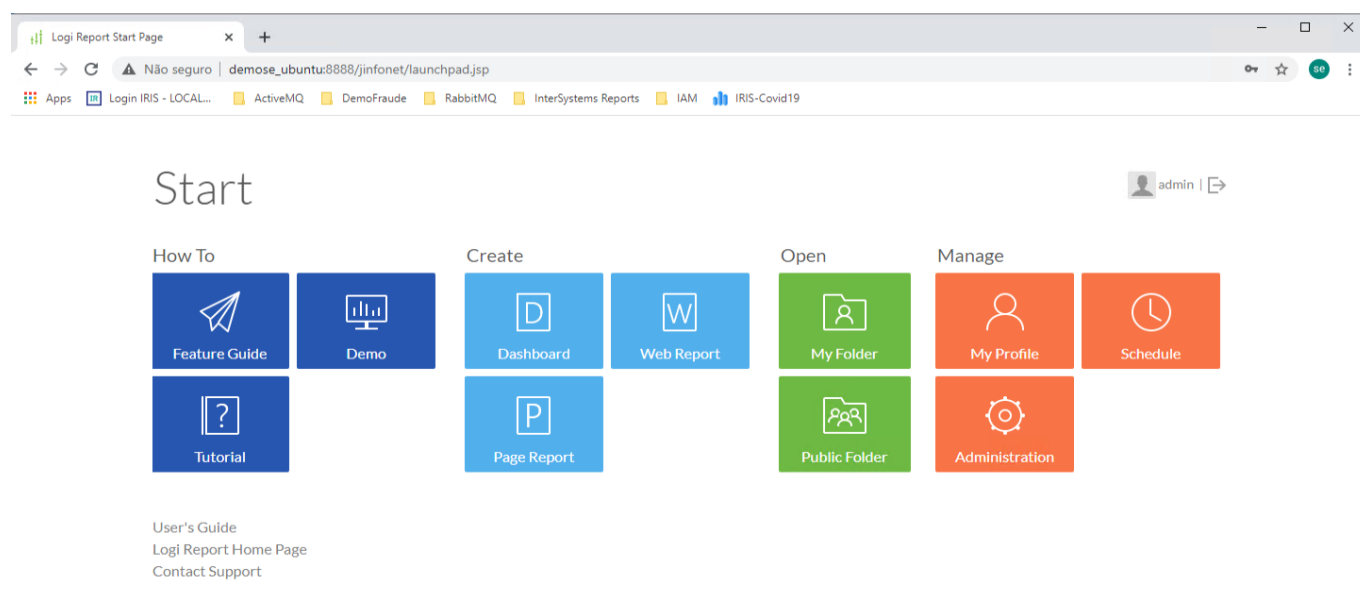 Logi Report Start Page
Não seguro | demose_ubuntu:8888/jinfonet/launchpad.jsp
se
Apps IR Login IRIS - LOCAL... ActiveMQ DemoFraude RabbitMQ InterSystems Reports IAM IRIS-Covid19
Start
admin |
How To Create Open Manage
D W
Feature Guide Demo Dashboard Web Report My Folder My Profile Schedule
? P
Tutorial Page Report Public Folder Administration
User's Guide
Logi Report Home Page
Contact Support